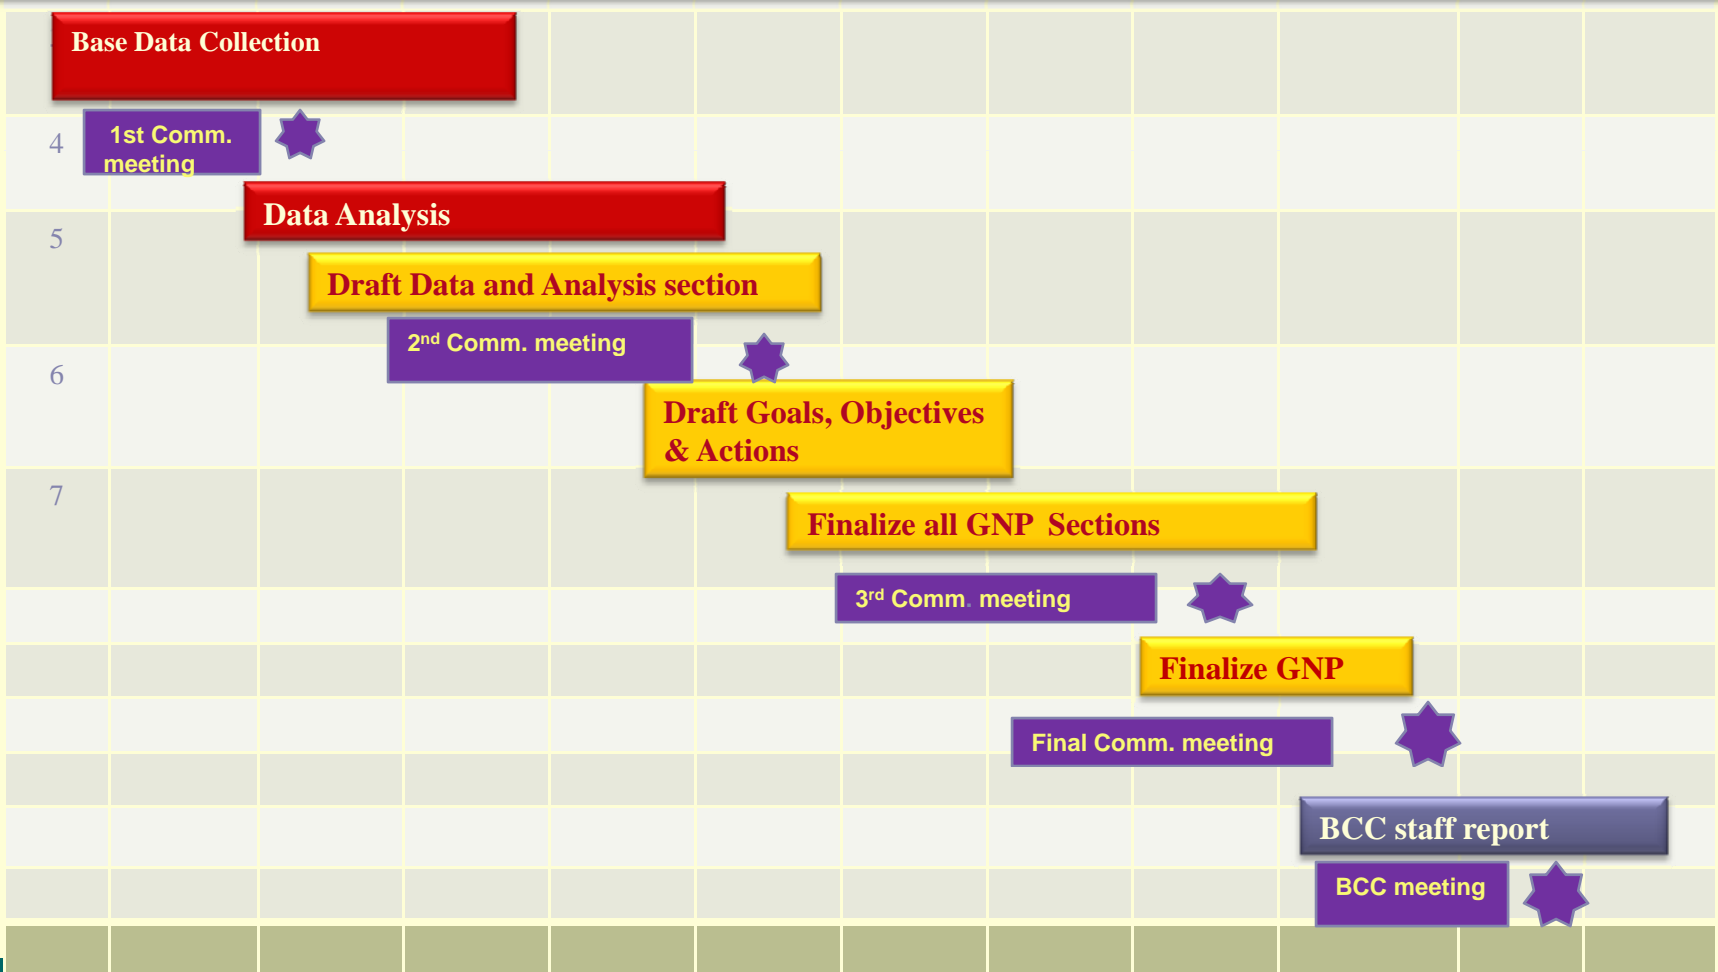 Base Data Collection
4
1st Comm.
meeting
Data Analysis
5
Draft Data and Analysis section
2nd Comm. meeting
6
Draft Goals, Objectives
& Actions
7
Finalize all GNP Sections
3rd Comm. meeting
Finalize GNP
Final Comm. meeting
BCC staff report
BCC meeting